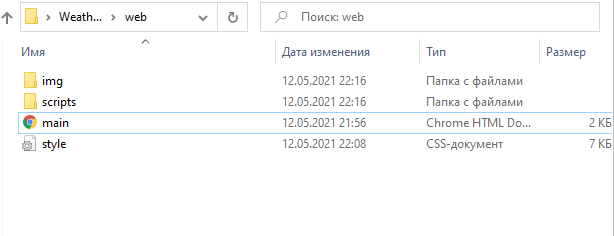 Weath... web Поиск: web
Имя Дата изменения Тип Размер
img 12.05.2021 22:16 Папка с файлами
scripts 12.05.2021 22:16 Папка с файлами
main 12.05.2021 21:56 Chrome HTML Do... 2 КБ
style 12.05.2021 22:08 CSS-документ 7 КБ